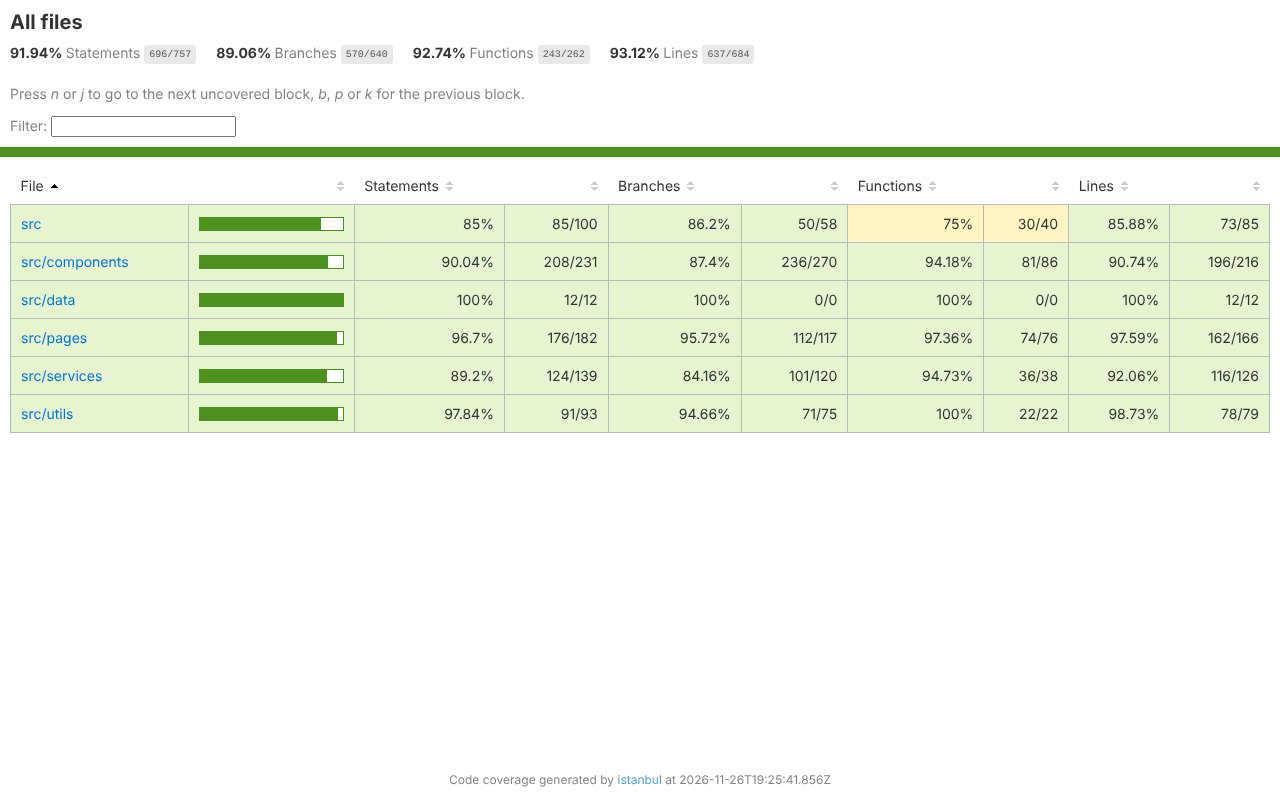 All files
91.94% Statements 696/757 89.06% Branches 570/640 92.74% Functions 243/262 93.12% Lines 637/684
Press n or j to go to the next uncovered block, b, p or k for the previous block.
Filter:
File Statements Branches Functions Lines
src 85% 85/100 86.2% 50/58 75% 30/40 85.88% 73/85
src/components 90.04% 208/231 87.4% 236/270 94.18% 81/86 90.74% 196/216
src/data 100% 12/12 100% 0/0 100% 0/0 100% 12/12
src/pages 96.7% 176/182 95.72% 112/117 97.36% 74/76 97.59% 162/166
src/services 89.2% 124/139 84.16% 101/120 94.73% 36/38 92.06% 116/126
src/utils 97.84% 91/93 94.66% 71/75 100% 22/22 98.73% 78/79
Code coverage generated by istanbul at 2026-11-26T19:25:41.856Z